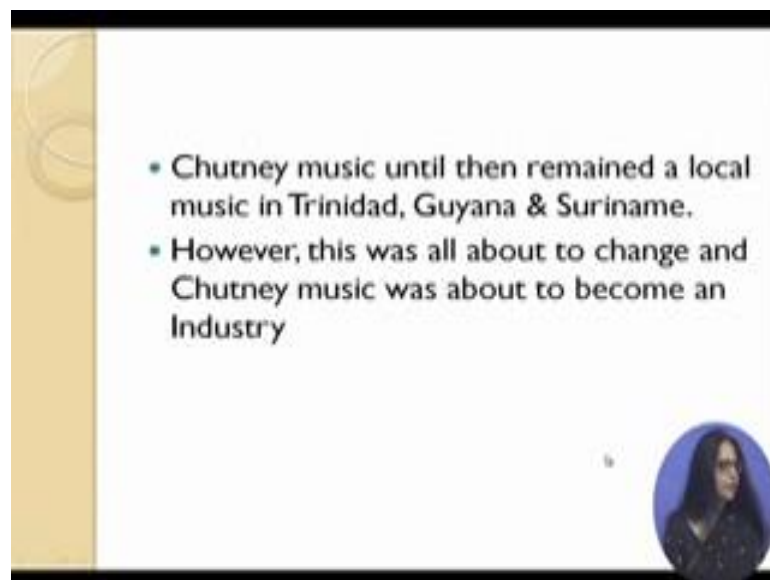 • Chutney music until then remained a local
music in Trinidad, Guyana & Suriname.
• However, this was all about to change and
Chutney music was about to become an
Industry